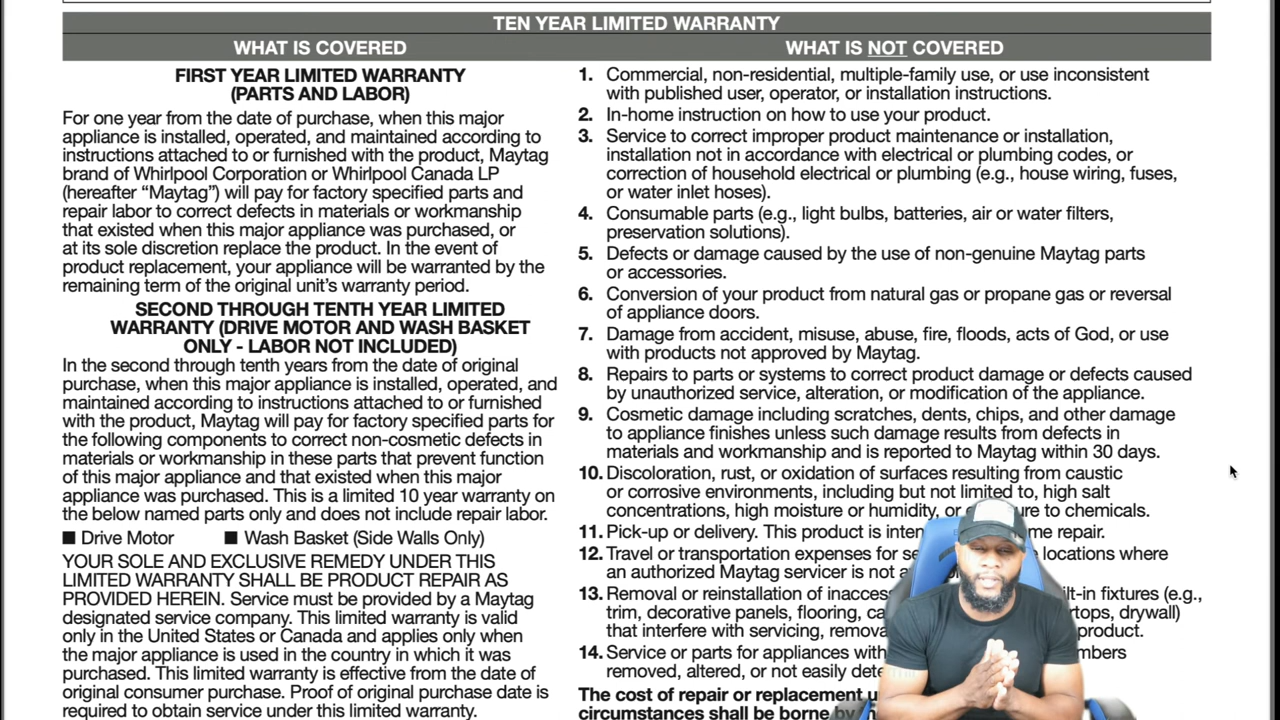 TEN YEAR LIMITED WARRANTY
WHAT IS COVERED
FIRST YEAR LIMITED WARRANTY
(PARTS AND LABOR)
For one year from the date of purchase, when this major
appliance is installed, operated, and maintained according to
instructions attached to or furnished with the product, Maytag
brand of Whirlpool Corporation or Whirlpool Canada LP
(hereafter “Maytag”) will pay for factory specified parts and
repair labor to correct defects in materials or workmanship
that existed when this major appliance was purchased, or
at its sole discretion replace the product. In the event of
product replacement, your appliance will be warranted by the
remaining term of the original unit's warranty period.
SECOND THROUGH TENTH YEAR LIMITED
WARRANTY (DRIVE MOTOR AND WASH BASKET
ONLY - LABOR NOT INCLUDED)
In the second through tenth years from the date of original
purchase, when this major appliance is installed, operated, and
maintained according to instructions attached to or furnished
with the product, Maytag will pay for factory specified parts for
the following components to correct non-cosmetic defects in
materials or workmanship in these parts that prevent function
of this major appliance and that existed when this major
appliance was purchased. This is a limited 10 year warranty on
the below named parts only and does not include repair labor.
■ Drive Motor ■ Wash Basket (Side Walls Only)
YOUR SOLE AND EXCLUSIVE REMEDY UNDER THIS
LIMITED WARRANTY SHALL BE PRODUCT REPAIR AS
PROVIDED HEREIN. Service must be provided by a Maytag
designated service company. This limited warranty is valid
only in the United States or Canada and applies only when
the major appliance is used in the country in which it was
purchased. This limited warranty is effective from the date of
original consumer purchase. Proof of original purchase date is
required to obtain service under this limited warranty.
WHAT IS NOT COVERED
1. Commercial, non-residential, multiple-family use, or use inconsistent
with published user, operator, or installation instructions.
2. In-home instruction on how to use your product.
3. Service to correct improper product maintenance or installation,
installation not in accordance with electrical or plumbing codes, or
correction of household electrical or plumbing (e.g., house wiring, fuses,
or water inlet hoses).
4. Consumable parts (e.g., light bulbs, batteries, air or water filters,
preservation solutions).
5. Defects or damage caused by the use of non-genuine Maytag parts
or accessories.
6. Conversion of your product from natural gas or propane gas or reversal
of appliance doors.
7. Damage from accident, misuse, abuse, fire, floods, acts of God, or use
with products not approved by Maytag.
8. Repairs to parts or systems to correct product damage or defects caused
by unauthorized service, alteration, or modification of the appliance.
9. Cosmetic damage including scratches, dents, chips, and other damage
to appliance finishes unless such damage results from defects in
materials and workmanship and is reported to Maytag within 30 days.
10. Discoloration, rust, or oxidation of surfaces resulting from caustic
or corrosive environments, including but not limited to, high salt
concentrations, high moisture or humidity, or to chemicals.
11. Pick-up or delivery. This product is repair.
12. Travel or transportation expenses for locations where
an authorized Maytag servicer is not
13. Removal or reinstallation of fixtures (e.g.,
trim, decorative panels, flooring, drywall)
that interfere with servicing, product.
14. Service or parts for appliances
removed, altered, or not easily
The cost of repair or replacement
circumstances shall be borne by